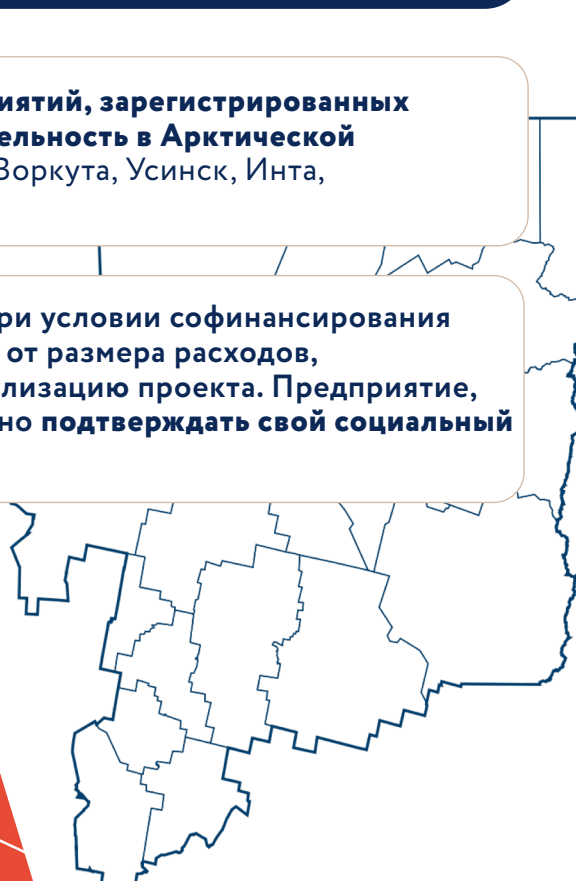 иятий, зарегистрированных
ельность в Арктической
Воркута, Усинск, Инта,
ри условии софинансирования
от размера расходов,
лизацию проекта. Предприятие,
но подтверждать свой социальный